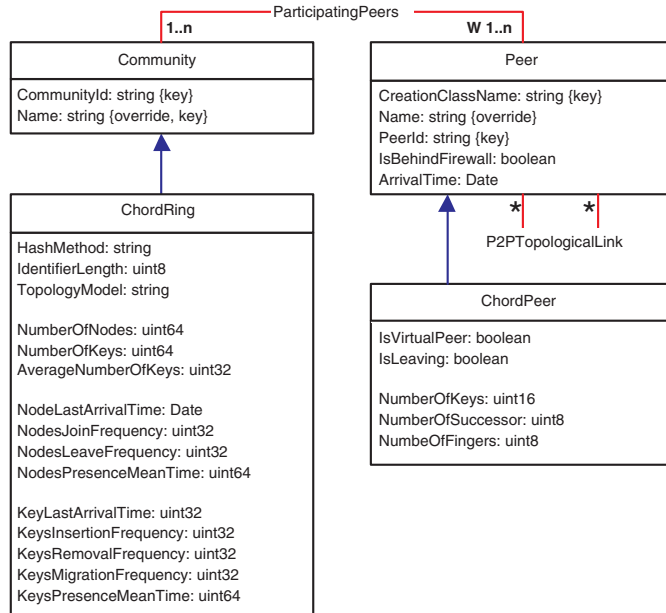 ParticipatingPeers
1..n
W 1..n
Community
CommunityId: string {key}
Name: string {override, key}
Peer
CreationClassName: string {key}
Name: string {override}
PeerId: string {key}
IsBehindFirewall: boolean
ArrivalTime: Date
* *
P2PTopologicalLink
ChordRing
HashMethod: string
IdentifierLength: uint8
TopologyModel: string
NumberOfNodes: uint64
NumberOfKeys: uint64
AverageNumberOfKeys: uint32
NodeLastArrivalTime: Date
NodesJoinFrequency: uint32
NodesLeaveFrequency: uint32
NodesPresenceMeanTime: uint64
KeyLastArrivalTime: uint32
KeysInsertionFrequency: uint32
KeysRemovalFrequency: uint32
KeysMigrationFrequency: uint32
KeysPresenceMeanTime: uint64
ChordPeer
IsVirtualPeer: boolean
IsLeaving: boolean
NumberOfKeys: uint16
NumberOfSuccessor: uint8
NumbeOfFingers: uint8